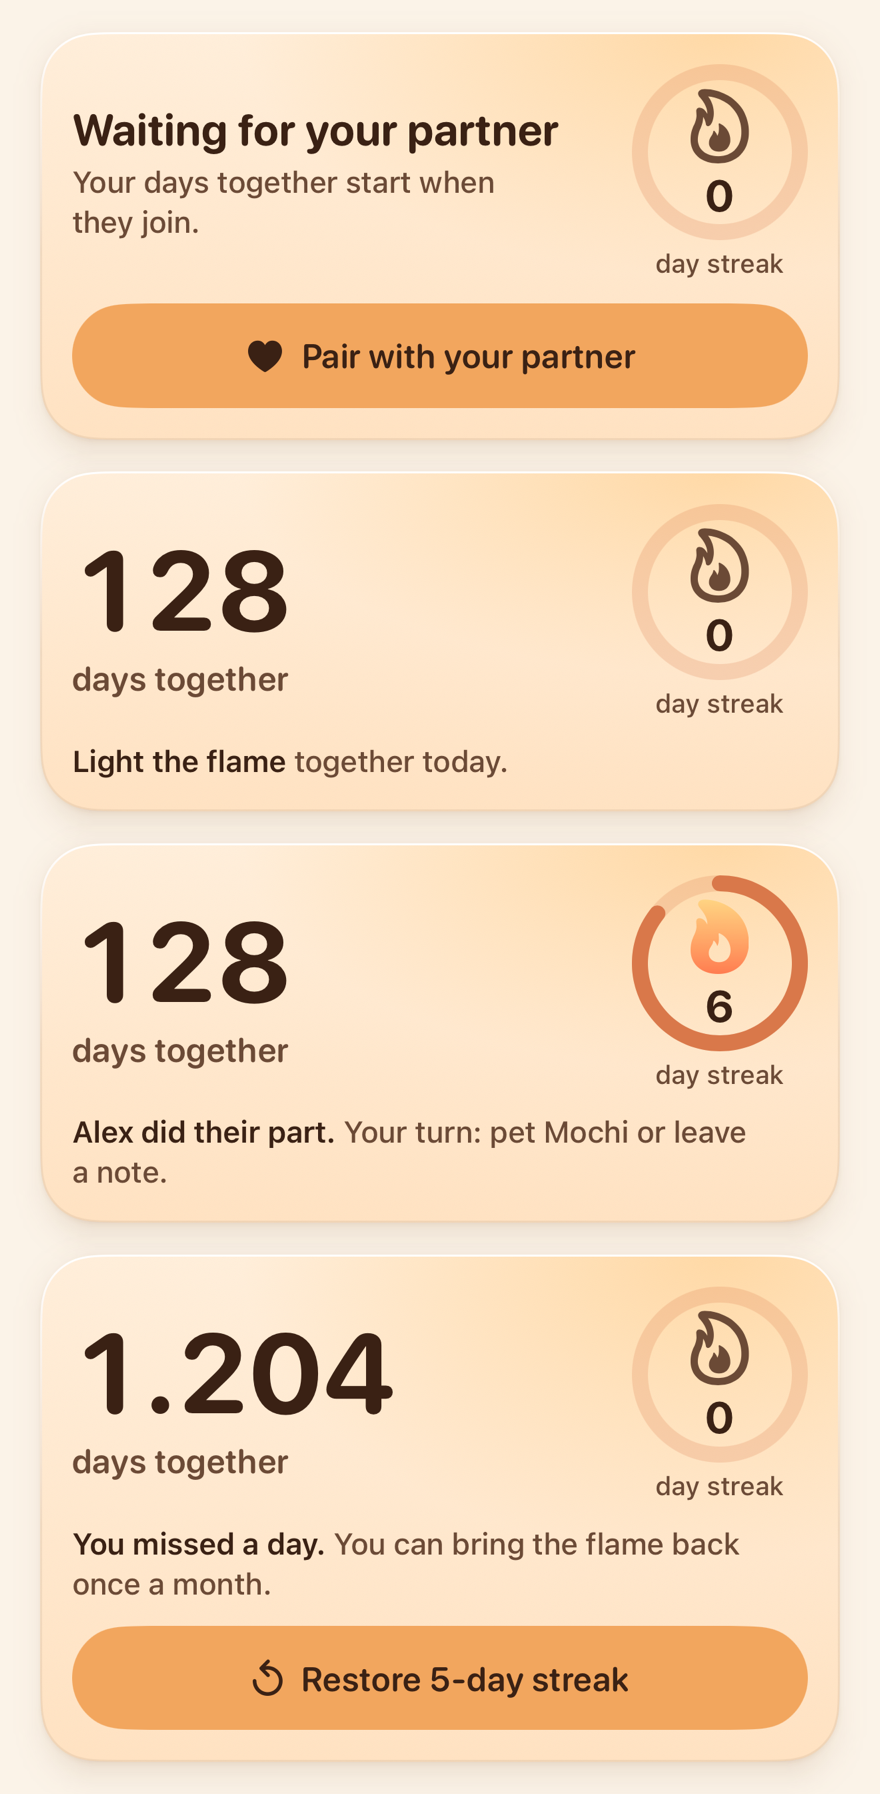 Waiting for your partner
Your days together start when
they join.
0
day streak
Pair with your partner
128
days together
0
day streak
Light the flame together today.
128
days together
6
day streak
Alex did their part. Your turn: pet Mochi or leave
a note.
1.204
days together
0
day streak
You missed a day. You can bring the flame back
once a month.
Restore 5-day streak